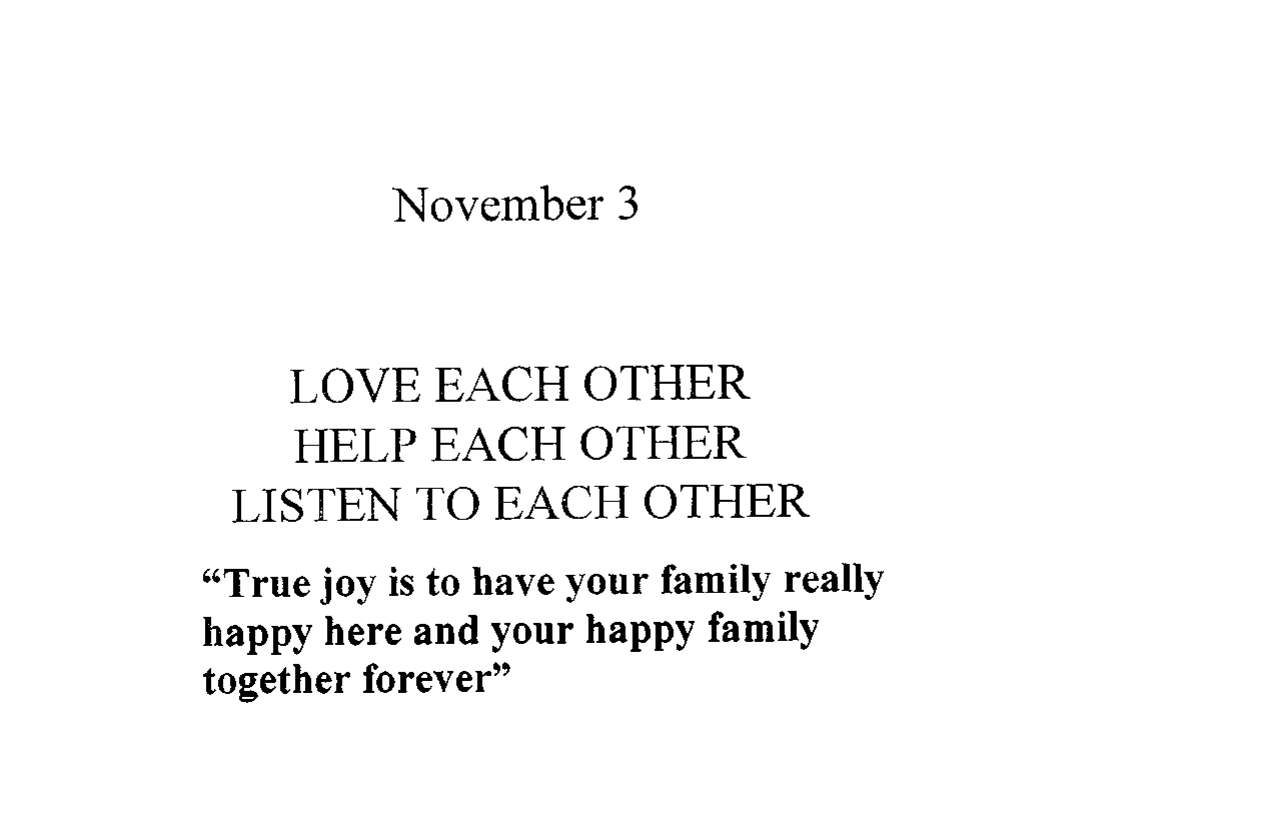 November 3
LOVE EACH OTHER
HELP EACH OTHER
LISTEN TO EACH OTHER
“True joy is to have your family really
happy here and your happy family
together forever”